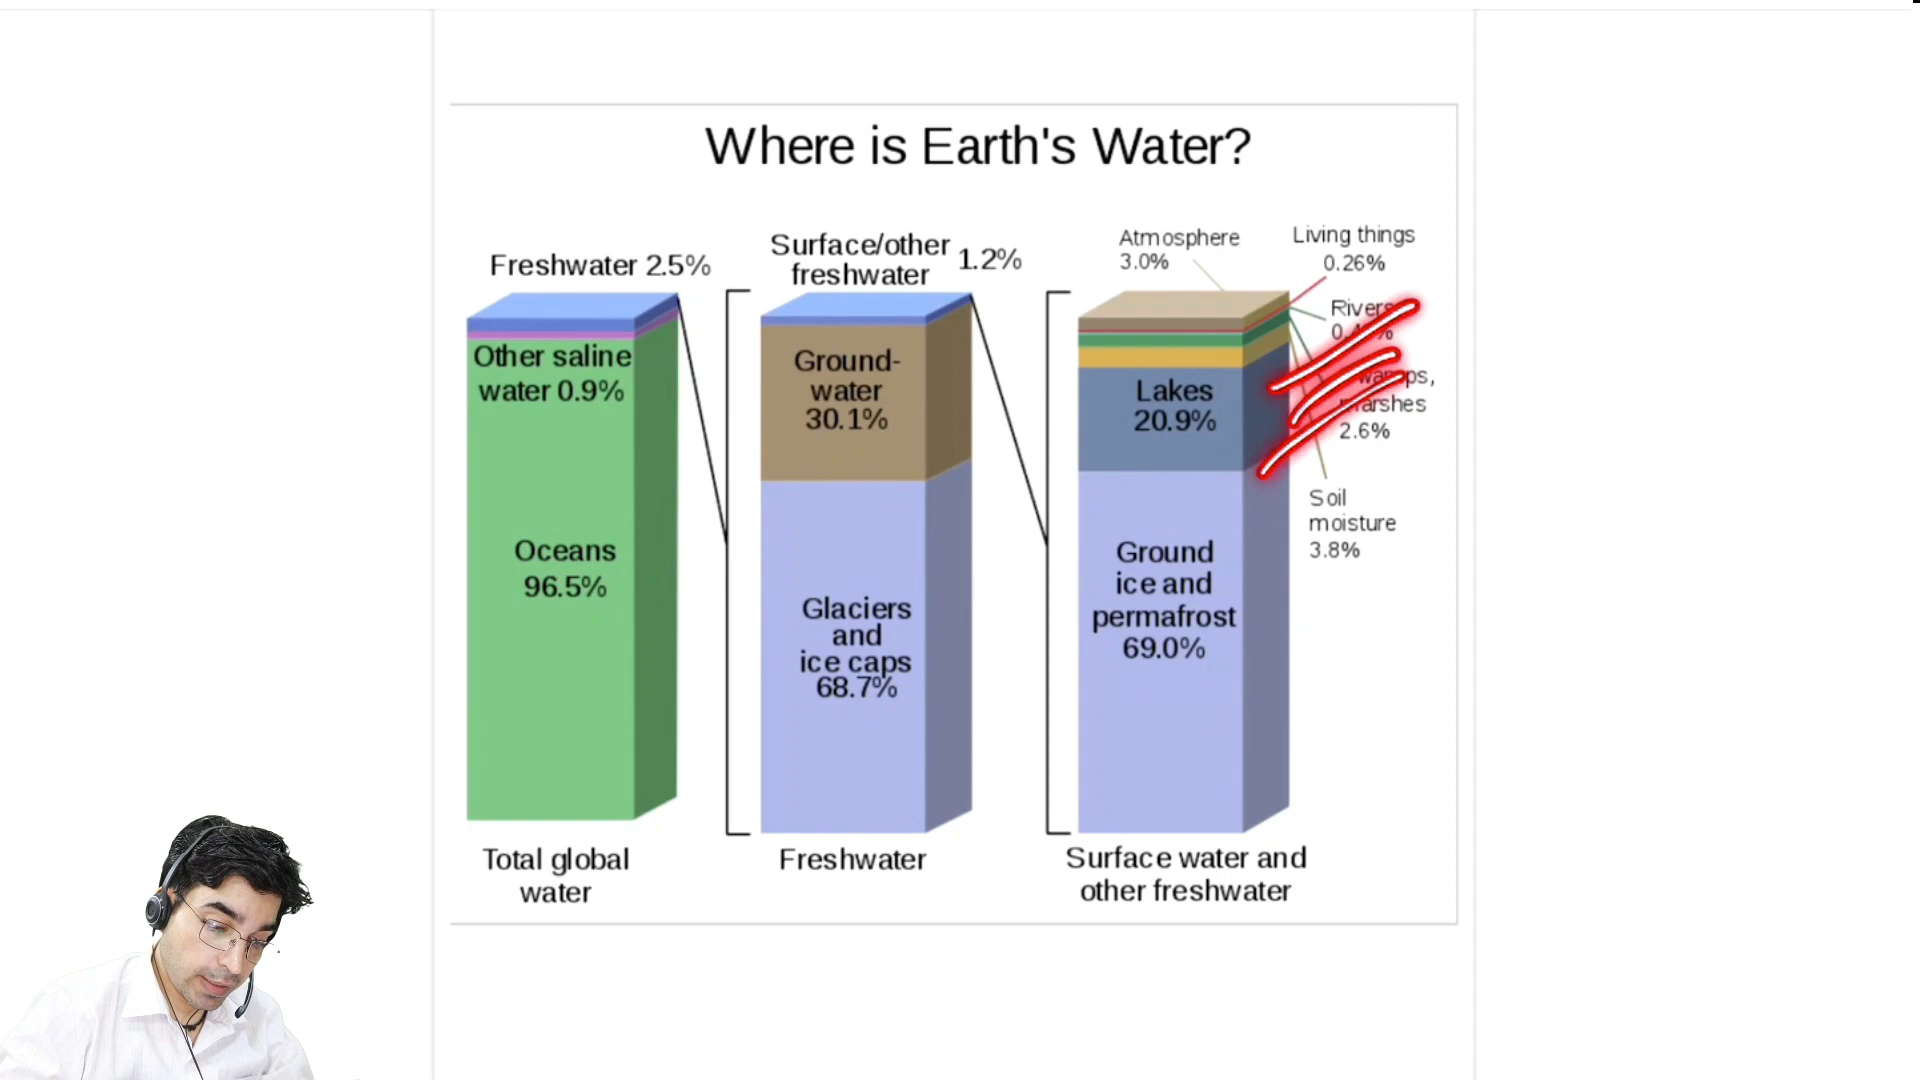 Where is Earth's Water?
Freshwater 2.5%
Other saline
water 0.9%
Oceans
96.5%
Total global
water
Surface/other
freshwater
1.2%
Ground-
water
30.1%
Glaciers
and
ice caps
68.7%
Freshwater
Atmosphere
3.0%
Living things
0.26%
Rivers
marshes
2.6%
Soil
moisture
3.8%
Lakes
20.9%
Ground
ice and
permafrost
69.0%
Surface water and
other freshwater